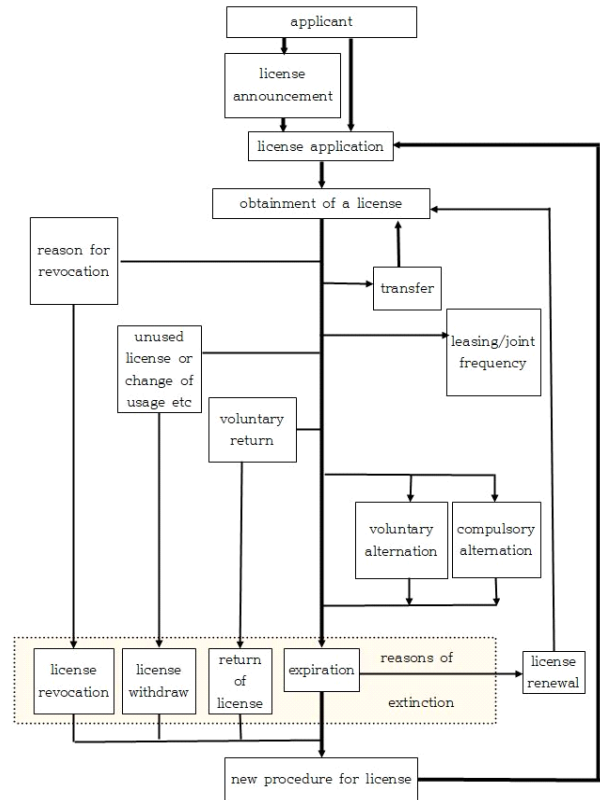 applicant
license
announcement
license application
obtainment of a license
reason for
revocation
transfer
unused
license or
change of
usage etc
leasing/joint
frequency
voluntary
return
voluntary
alternation
compulsory
alternation
license
revocation
license
withdraw
return
of
license
expiration
reasons of
extinction
license
renewal
new procedure for license